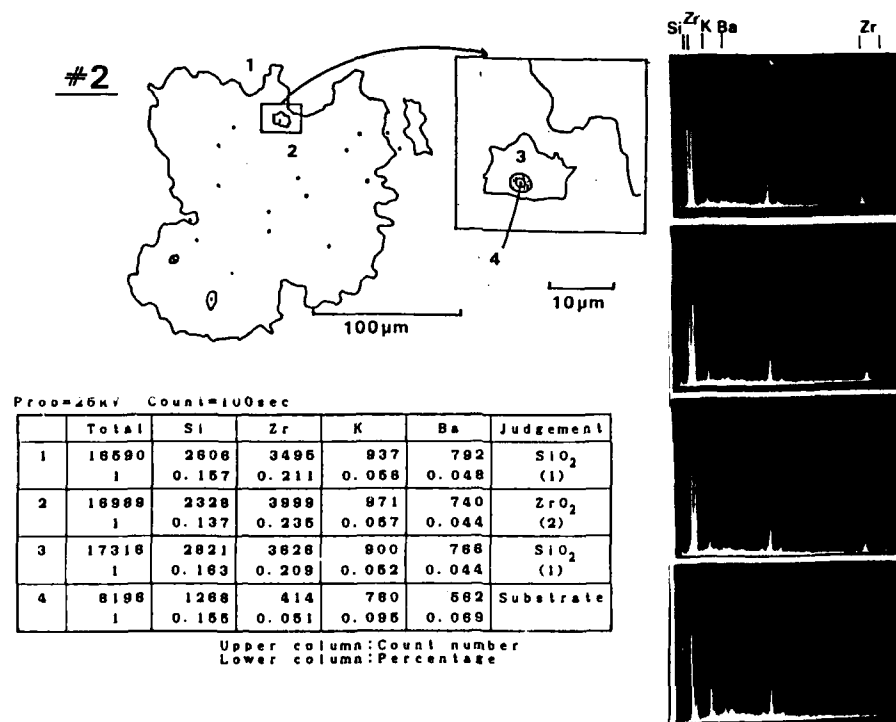 #2
1
2
3
4
100μm
10μm
Si Zr K Ba Zr
Count=100sec
Total Si Zr K Ba Judgement
1 16590 2606 3495 937 792 SiO₂
1 0.157 0.211 0.056 0.048 (1)
2 16989 2328 3999 971 740 ZrO₂
1 0.137 0.235 0.057 0.044 (2)
3 17316 2821 3626 900 766 SiO₂
1 0.163 0.209 0.052 0.044 (1)
4 8196 1268 414 780 562 Substrate
1 0.155 0.051 0.095 0.069
Upper column:Count number
Lower column:Percentage